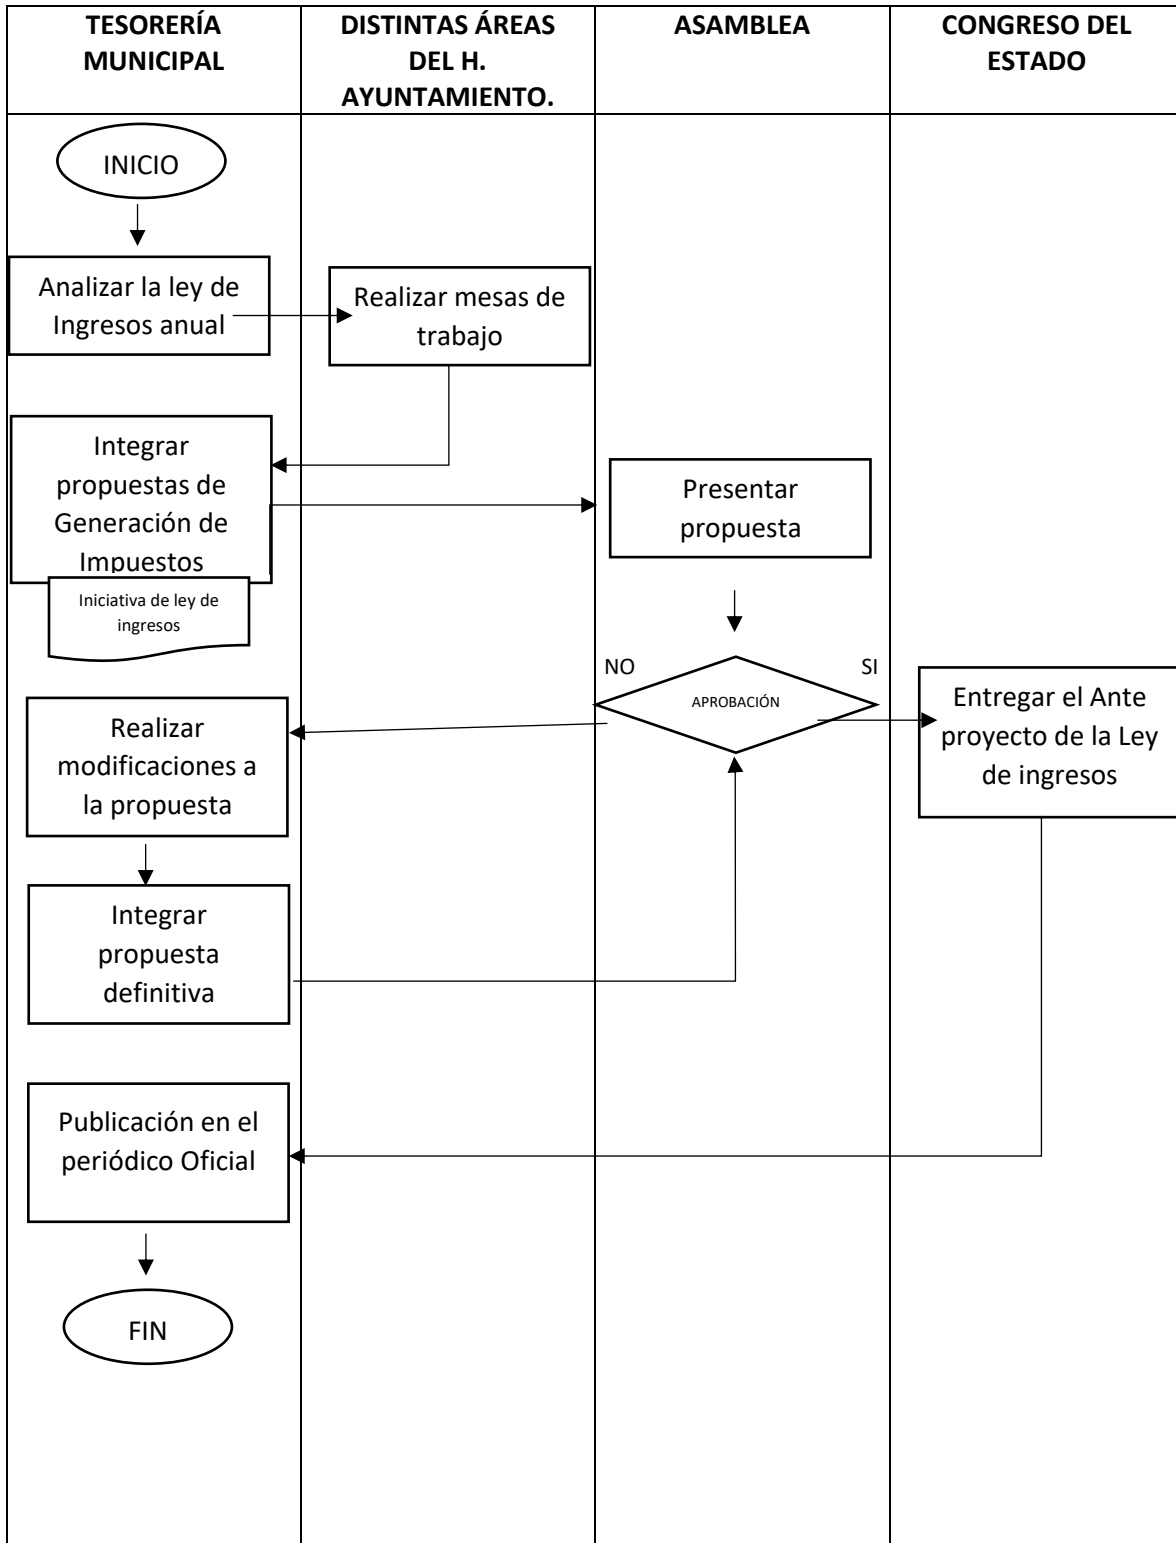 TESORERÍA
MUNICIPAL
DISTINTAS ÁREAS
DEL H.
AYUNTAMIENTO.
ASAMBLEA
CONGRESO DEL
ESTADO
INICIO
Analizar la ley de
Ingresos anual
Realizar mesas de
trabajo
Integrar
propuestas de
Generación de
Impuestos
Iniciativa de ley de
ingresos
Presentar
propuesta
NO
SI
APROBACIÓN
Entregar el Ante
proyecto de la Ley
de ingresos
Realizar
modificaciones a
la propuesta
Integrar
propuesta
definitiva
Publicación en el
periódico Oficial
FIN